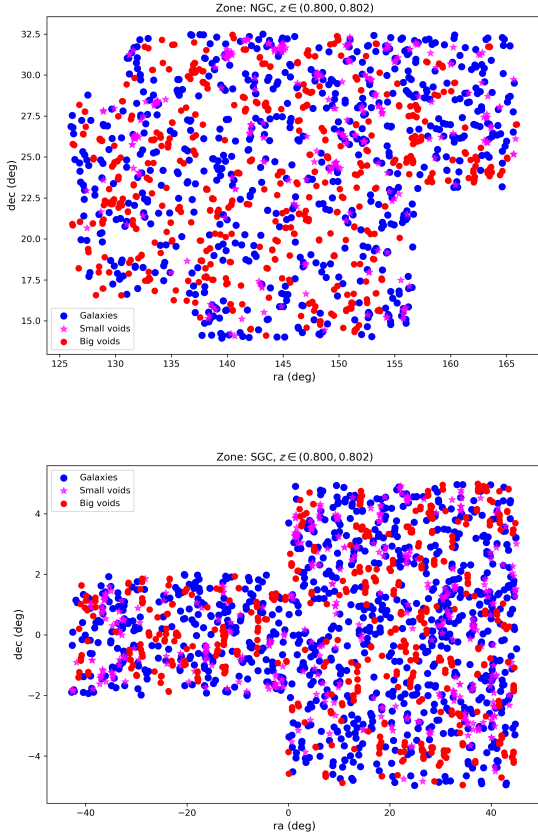 Zone: NGC, z ∈ (0.800, 0.802)
32.5
30.0
27.5
25.0
22.5
20.0
17.5
15.0
dec (deg)
Galaxies
Small voids
Big voids
125 130 135 140 145 150 155 160 165
ra (deg)
Zone: SGC, z ∈ (0.800, 0.802)
Galaxies
Small voids
Big voids
4
2
0
−2
−4
dec (deg)
−40 −20 0 20 40
ra (deg)